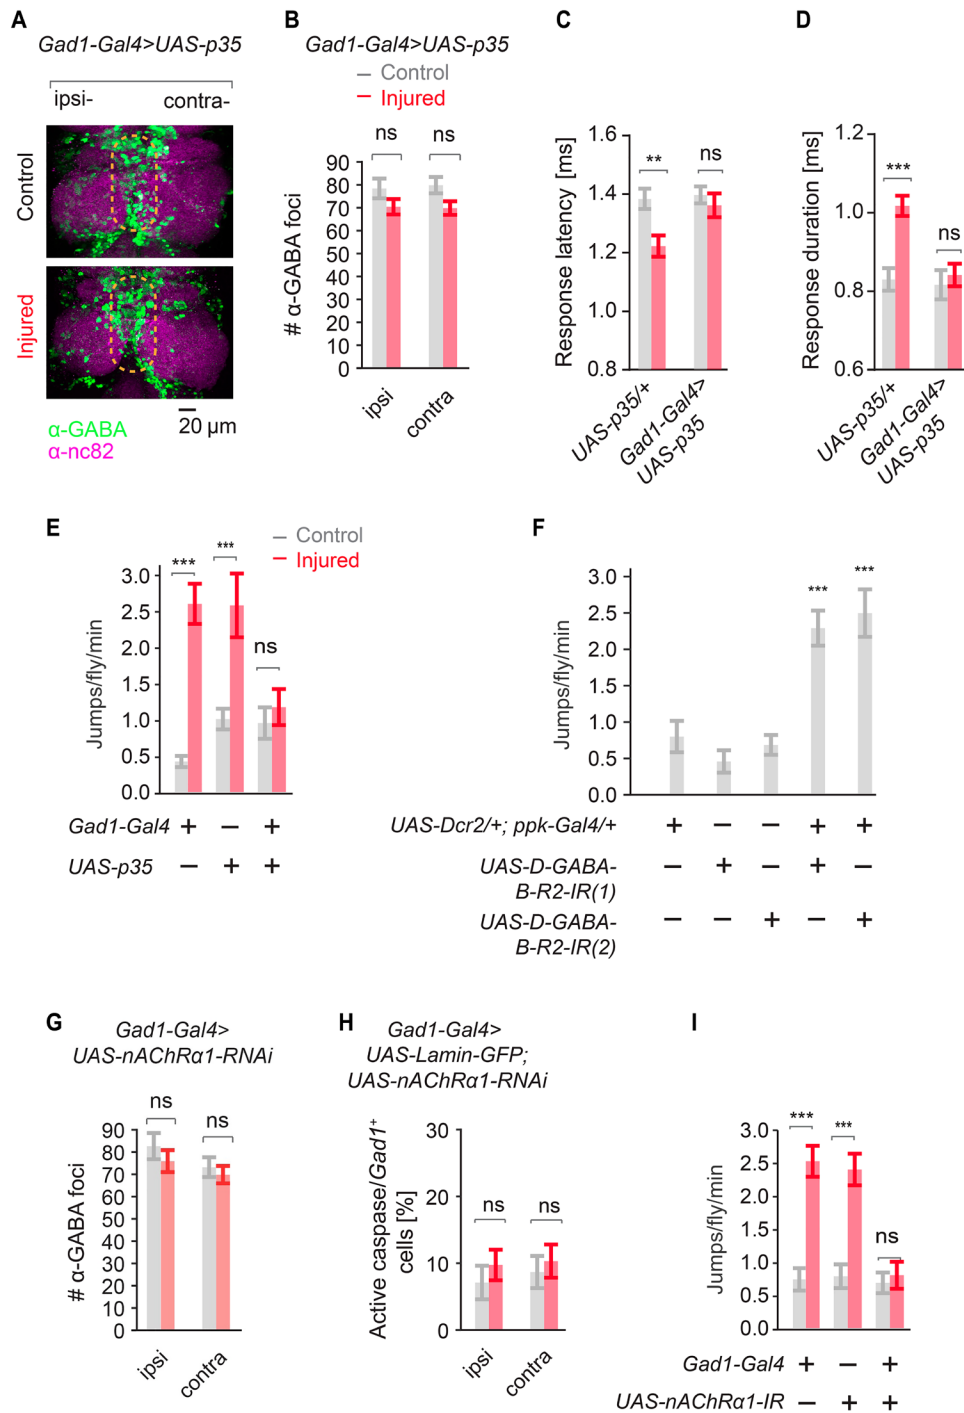 A
Gad1-Gal4>UAS-p35
ipsi-
contra-
Control
Injured
20 µm
α-GABA
α-nc82
B
Gad1-Gal4>UAS-p35
Control
Injured
ns
ns
# α-GABA foci
90
80
70
60
50
40
30
20
10
0
ipsi
contra
C
Response latency [ms]
1.6
1.4
1.2
1.0
0.8
**
ns
UAS-p35/+
Gad1-Gal4>
UAS-p35
D
Response duration [ms]
1.2
1.0
0.8
0.6
***
ns
UAS-p35/+
Gad1-Gal4>
UAS-p35
E
Control
Injured
Jumps/fly/min
3.0
2.5
2.0
1.5
1.0
0.5
0.0
***
***
ns
Gad1-Gal4 + − +
UAS-p35 − + +
F
Jumps/fly/min
3.0
2.5
2.0
1.5
1.0
0.5
0.0
***
***
UAS-Dcr2/+; ppk-Gal4/+ + − − + +
UAS-D-GABA- − + − + −
B-R2-IR(1)
UAS-D-GABA- − − + − +
B-R2-IR(2)
G
Gad1-Gal4>
UAS-nAChRα1-RNAi
ns
ns
# α-GABA foci
90
80
70
60
50
40
30
20
10
0
ipsi
contra
H
Gad1-Gal4>
UAS-Lamin-GFP;
UAS-nAChRα1-RNAi
Active caspase/Gad1+
cells [%]
30
20
10
0
ns
ns
ipsi
contra
I
Jumps/fly/min
3.0
2.5
2.0
1.5
1.0
0.5
0.0
***
***
ns
Gad1-Gal4 + − +
UAS-nAChRα1-IR − + +